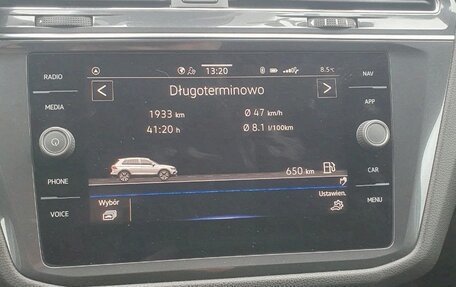 13:20
8.5°C
RADIO
MEDIA
PHONE
VOICE
NAV
APP
CAR
MENU
<
Długoterminowo
>
1933 km
Ø 47 km/h
41:20 h
Ø 8.1 l/100km
650 km
Wybór
Ustawien.